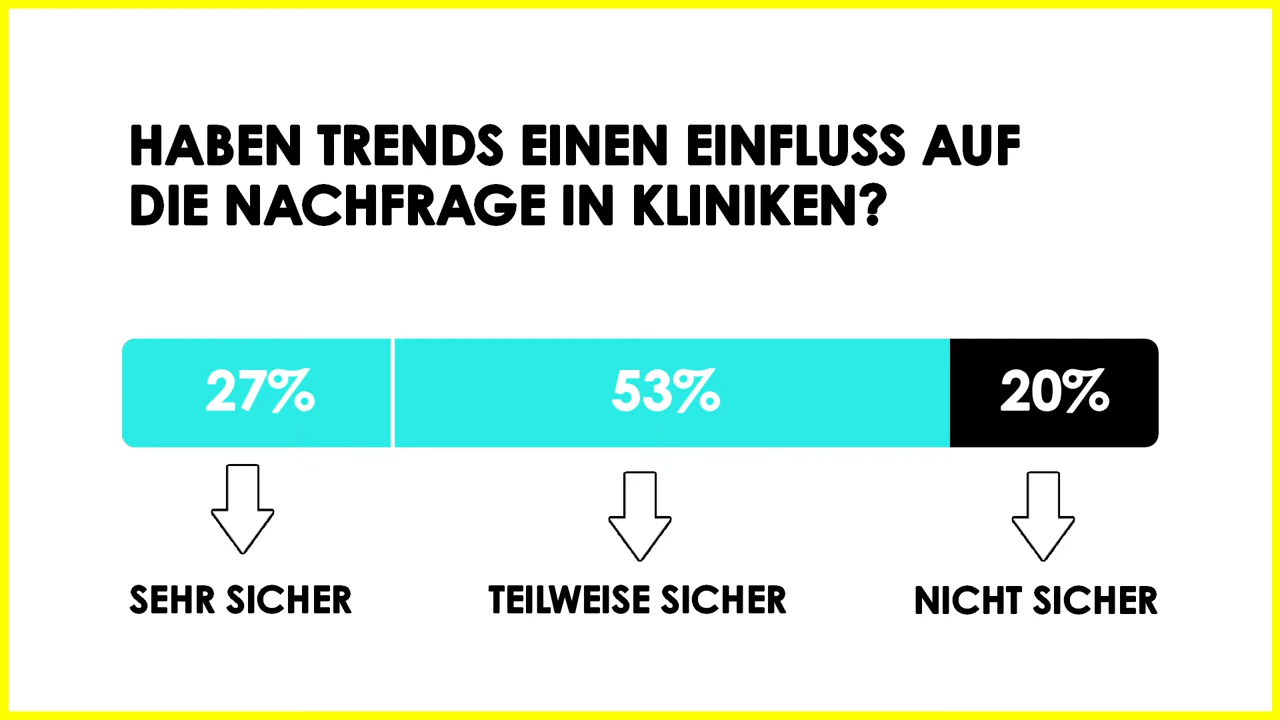 HABEN TRENDS EINEN EINFLUSS AUF
DIE NACHFRAGE IN KLINIKEN?
27% 53% 20%
SEHR SICHER TEILWEISE SICHER NICHT SICHER